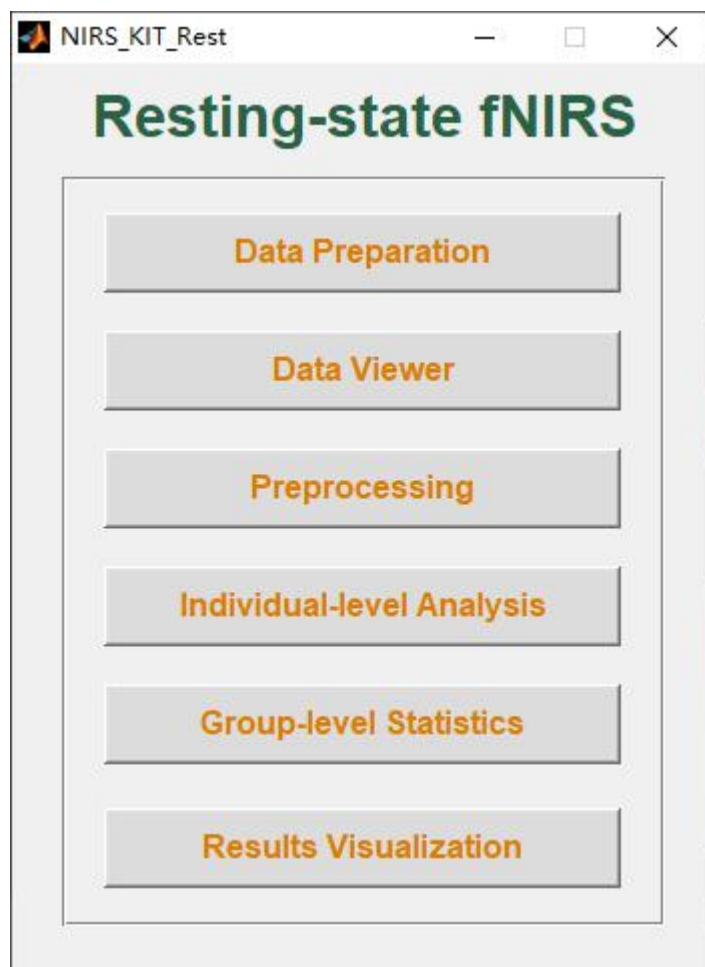 NIRS_KIT_Rest
Resting-state fNIRS
Data Preparation
Data Viewer
Preprocessing
Individual-level Analysis
Group-level Statistics
Results Visualization